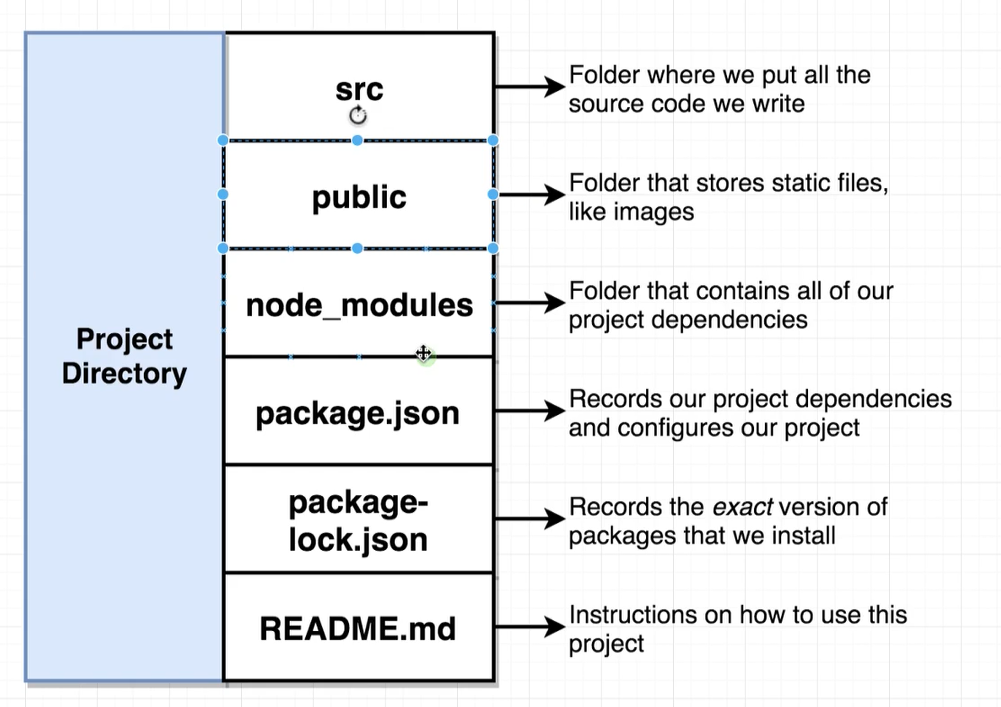 Project
Directory
src
Folder where we put all the
source code we write
public
Folder that stores static files,
like images
node_modules
Folder that contains all of our
project dependencies
package.json
Records our project dependencies
and configures our project
package-
lock.json
Records the exact version of
packages that we install
README.md
Instructions on how to use this
project